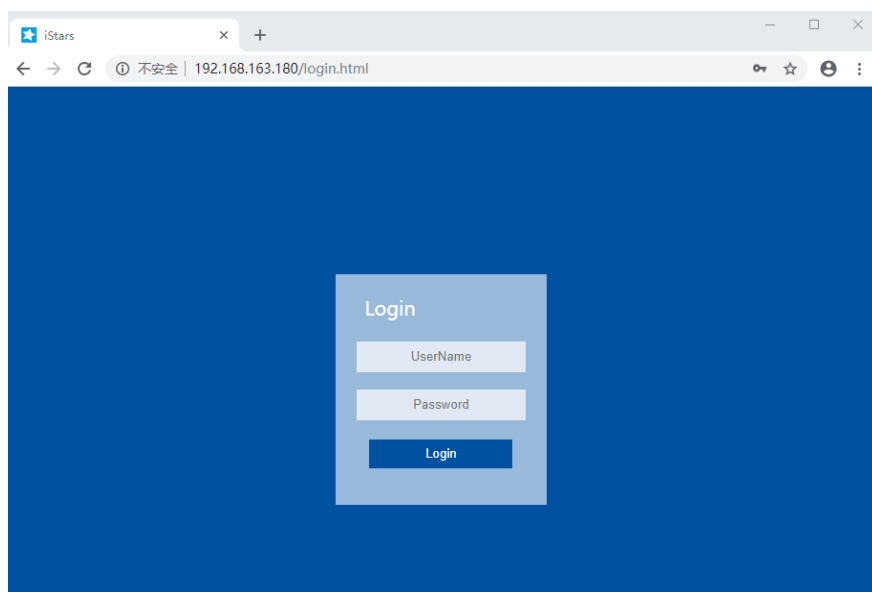 iStars
不安全 | 192.168.163.180/login.html
Login
UserName
Password
Login